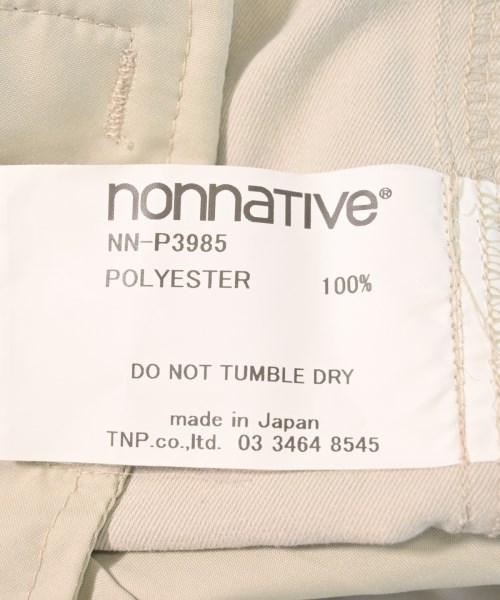 nonnative®
NN-P3985
POLYESTER 100%
DO NOT TUMBLE DRY
made in Japan
TNP.co.,ltd. 03 3464 8545